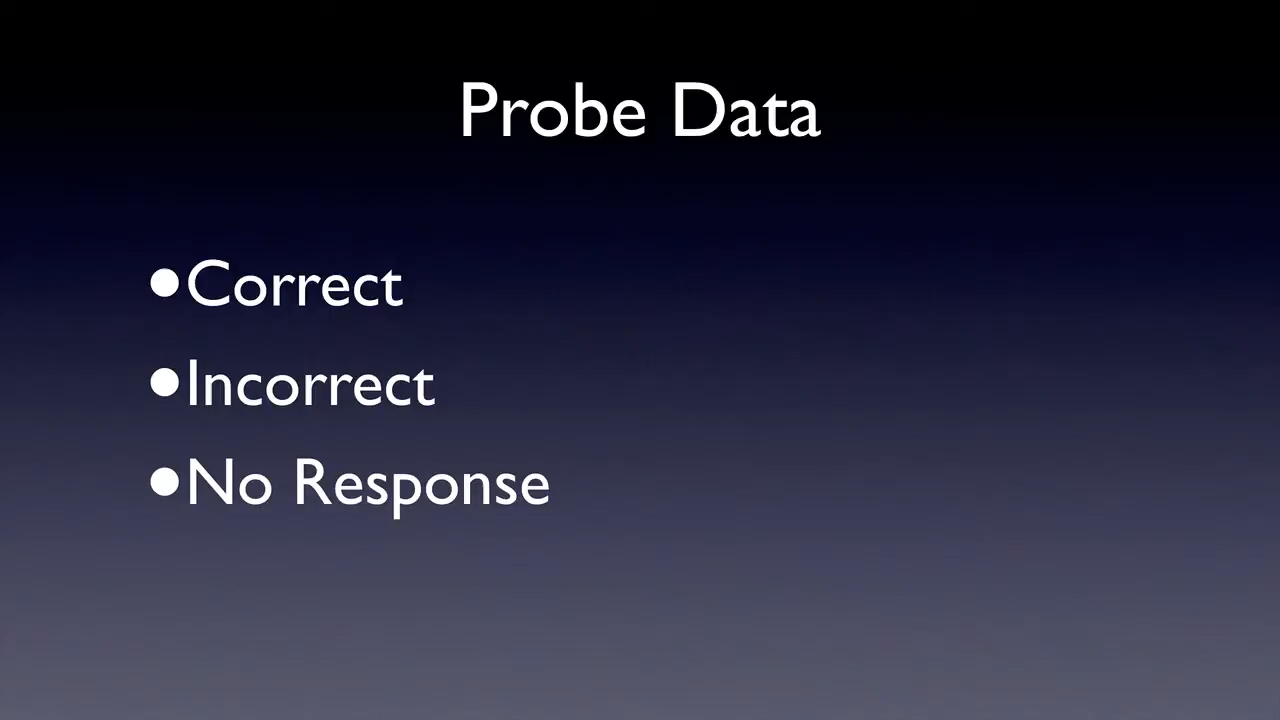 Probe Data
•Correct
•Incorrect
•No Response